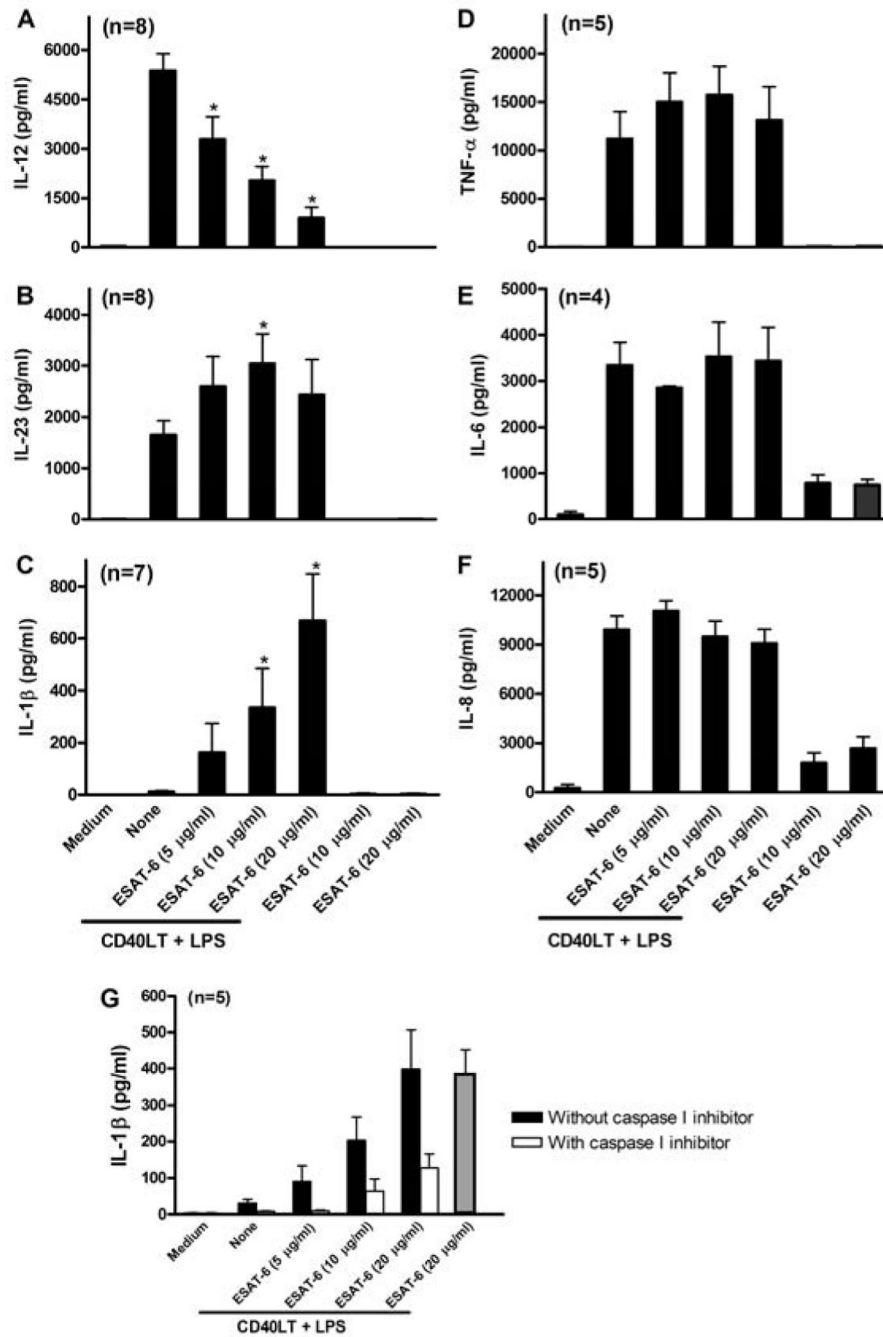 A
(n=8)
IL-12 (pg/ml)
6000
4500
3000
1500
0
*
*
*
B
(n=8)
IL-23 (pg/ml)
4000
3000
2000
1000
0
*
C
(n=7)
IL-1β (pg/ml)
800
600
400
200
0
*
*
Medium
None
ESAT-6 (5 μg/ml)
ESAT-6 (10 μg/ml)
ESAT-6 (20 μg/ml)
ESAT-6 (10 μg/ml)
ESAT-6 (20 μg/ml)
CD40LT + LPS
D
(n=5)
TNF-α (pg/ml)
20000
15000
10000
5000
0
E
(n=4)
IL-6 (pg/ml)
5000
4000
3000
2000
1000
0
F
(n=5)
IL-8 (pg/ml)
12000
9000
6000
3000
0
Medium
None
ESAT-6 (5 μg/ml)
ESAT-6 (10 μg/ml)
ESAT-6 (20 μg/ml)
ESAT-6 (10 μg/ml)
ESAT-6 (20 μg/ml)
CD40LT + LPS
G
(n=5)
IL-1β (pg/ml)
600
500
400
300
200
100
0
Medium
None
ESAT-6 (5 μg/ml)
ESAT-6 (10 μg/ml)
ESAT-6 (20 μg/ml)
ESAT-6 (20 μg/ml)
CD40LT + LPS
Without caspase I inhibitor
With caspase I inhibitor